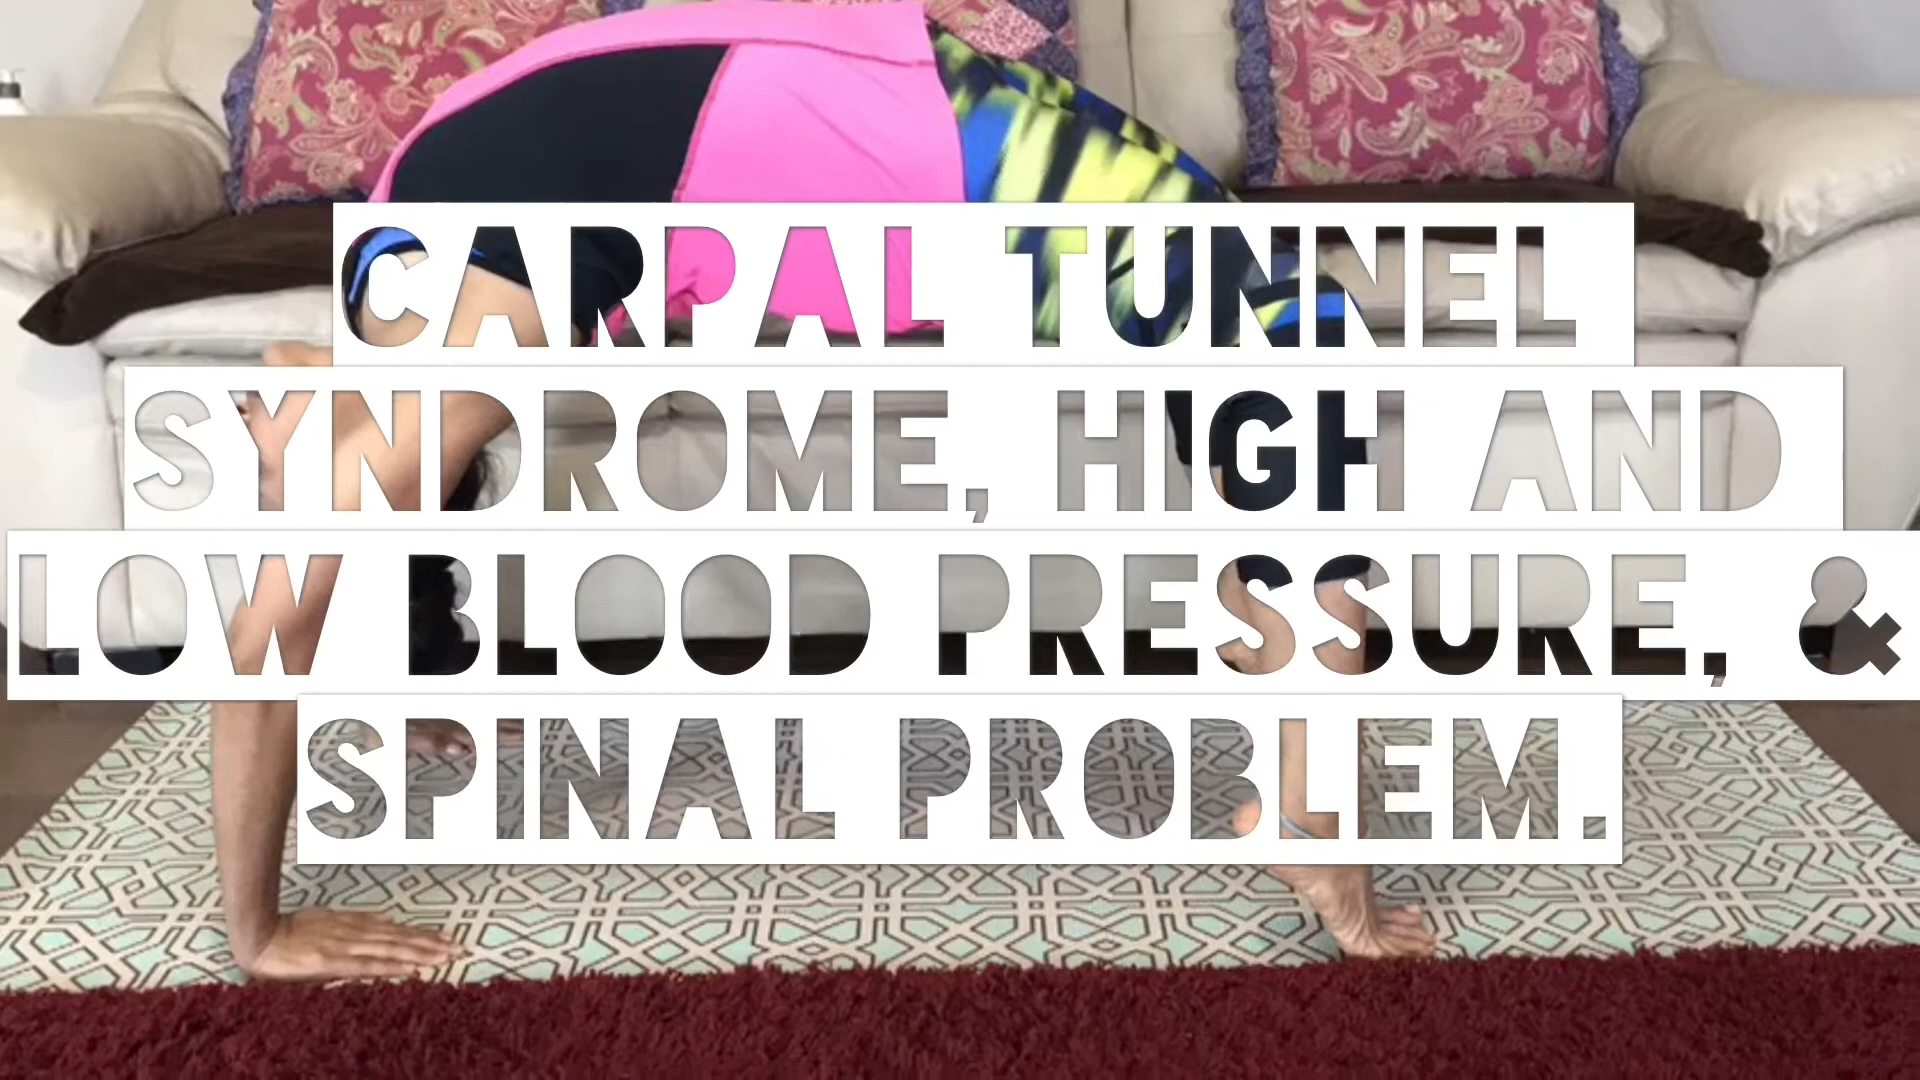 CARPAL TUNNEL
SYNDROME, HIGH AND
LOW BLOOD PRESSURE, &
SPINAL PROBLEM.